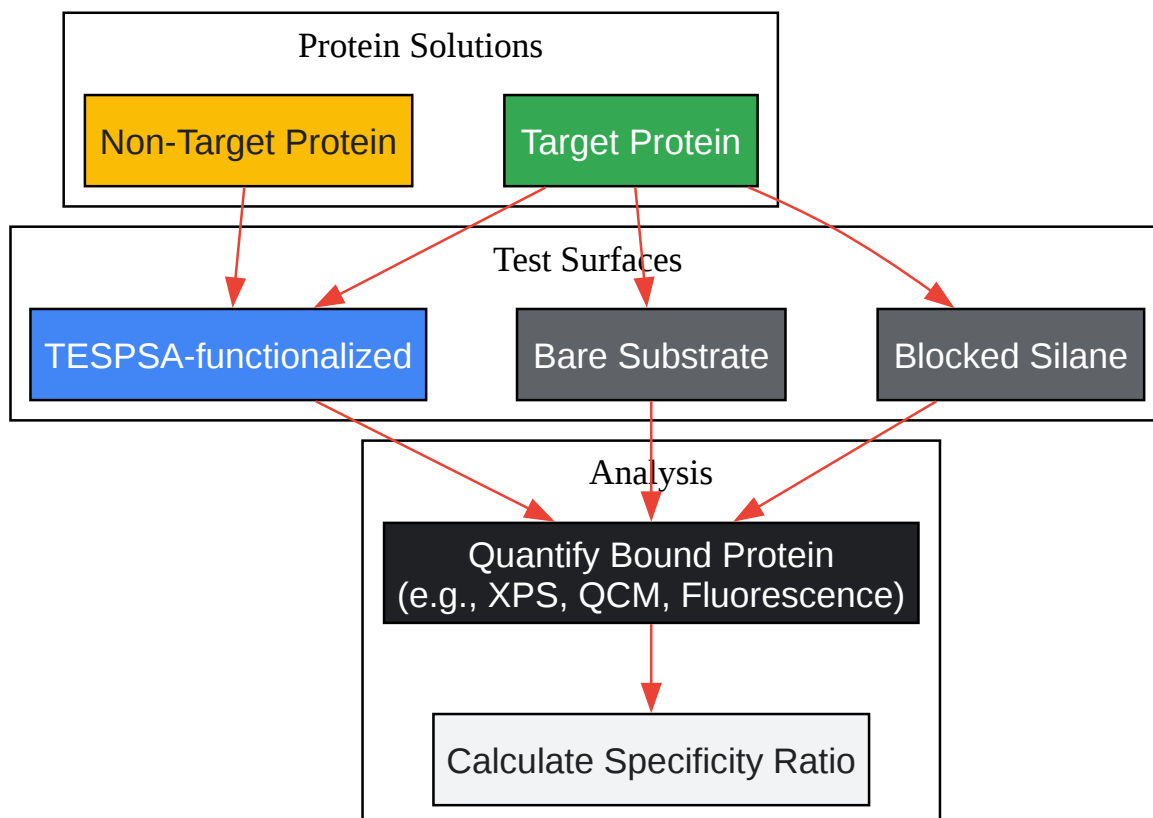 Protein Solutions
Non-Target Protein
Target Protein
Test Surfaces
TESPSA-functionalized
Bare Substrate
Blocked Silane
Analysis
Quantify Bound Protein
(e.g., XPS, QCM, Fluorescence)
Calculate Specificity Ratio